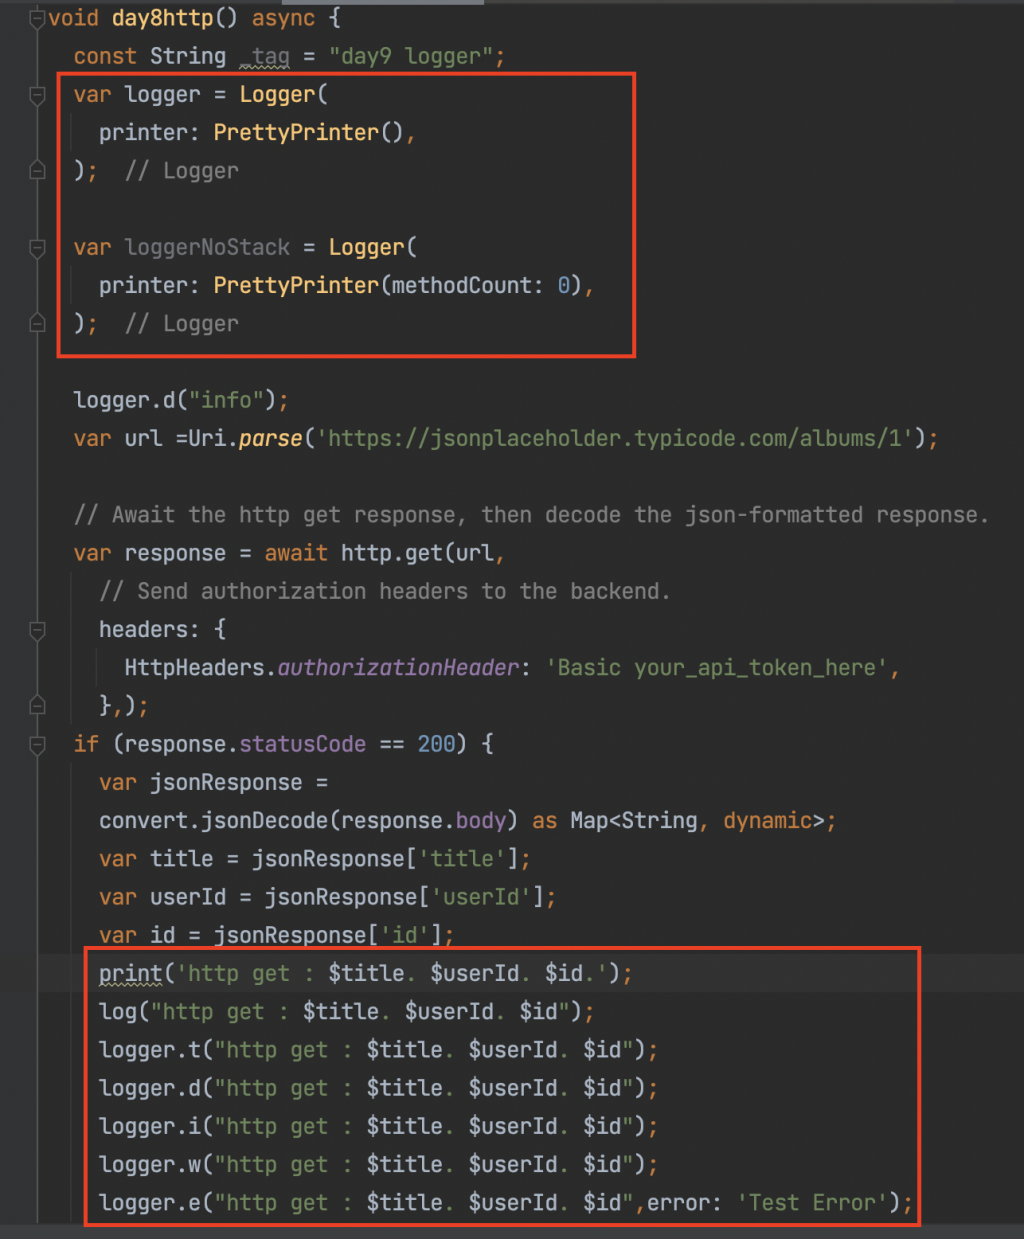 void day8http() async {
  const String _tag = "day9 logger";
  var logger = Logger(
    printer: PrettyPrinter(),
  );  // Logger
  var loggerNoStack = Logger(
    printer: PrettyPrinter(methodCount: 0),
  );  // Logger
  logger.d("info");
  var url =Uri.parse('https://jsonplaceholder.typicode.com/albums/1');
  // Await the http get response, then decode the json-formatted response.
  var response = await http.get(url,
    // Send authorization headers to the backend.
    headers: {
      HttpHeaders.authorizationHeader: 'Basic your_api_token_here',
    },);
  if (response.statusCode == 200) {
    var jsonResponse =
    convert.jsonDecode(response.body) as Map<String, dynamic>;
    var title = jsonResponse['title'];
    var userId = jsonResponse['userId'];
    var id = jsonResponse['id'];
    print('http get : $title. $userId. $id.');
    log("http get : $title. $userId. $id");
    logger.t("http get : $title. $userId. $id");
    logger.d("http get : $title. $userId. $id");
    logger.i("http get : $title. $userId. $id");
    logger.w("http get : $title. $userId. $id");
    logger.e("http get : $title. $userId. $id",error: 'Test Error');